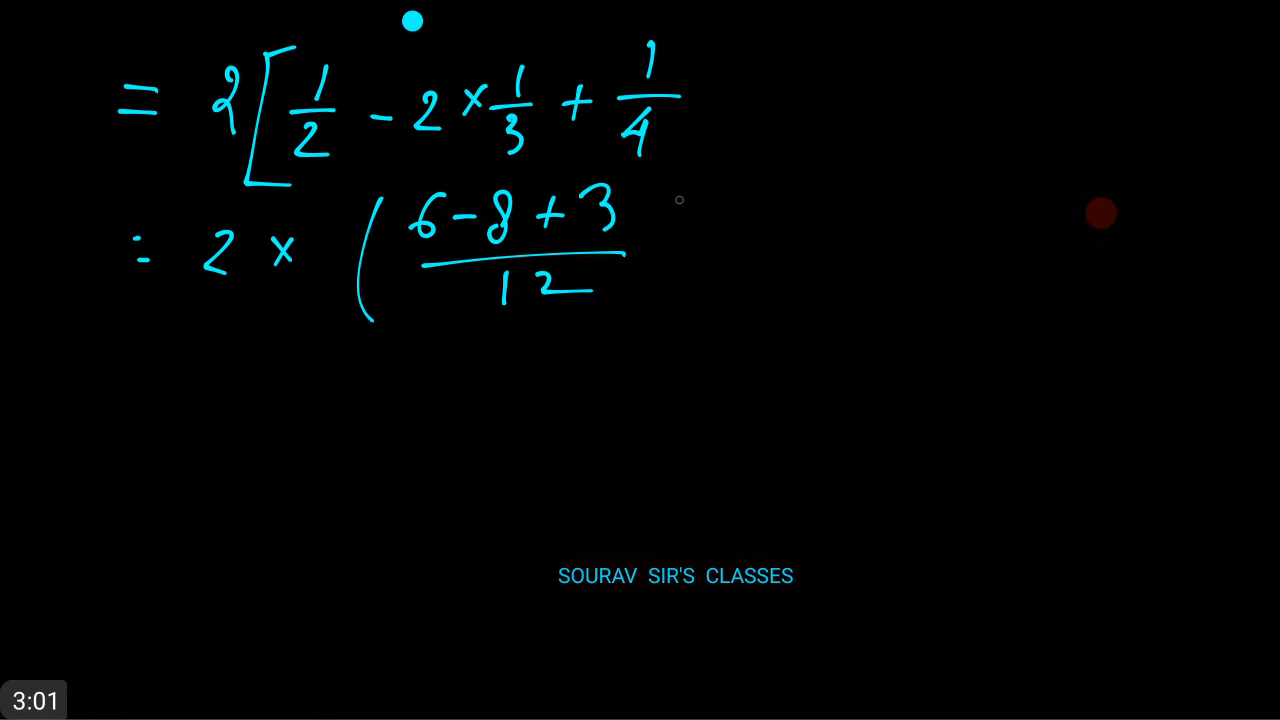 = 2[ 1/2 - 2 × 1/3 + 1/4
= 2 × ( 6 - 8 + 3 / 12
SOURAV SIR'S CLASSES
3:01